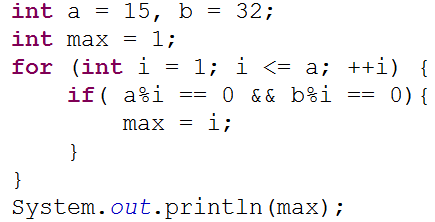 int a = 15, b = 32;
int max = 1;
for (int i = 1; i <= a; ++i) {
    if( a%i == 0 && b%i == 0){
        max = i;
    }
}
System.out.println(max);